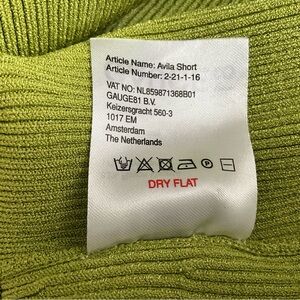 Article Name: Avila Short
Article Number: 2-21-1-16
VAT NO: NL859871368B01
GAUGE81 B.V.
Keizersgracht 560-3
1017 EM
Amsterdam
The Netherlands
DRY FLAT